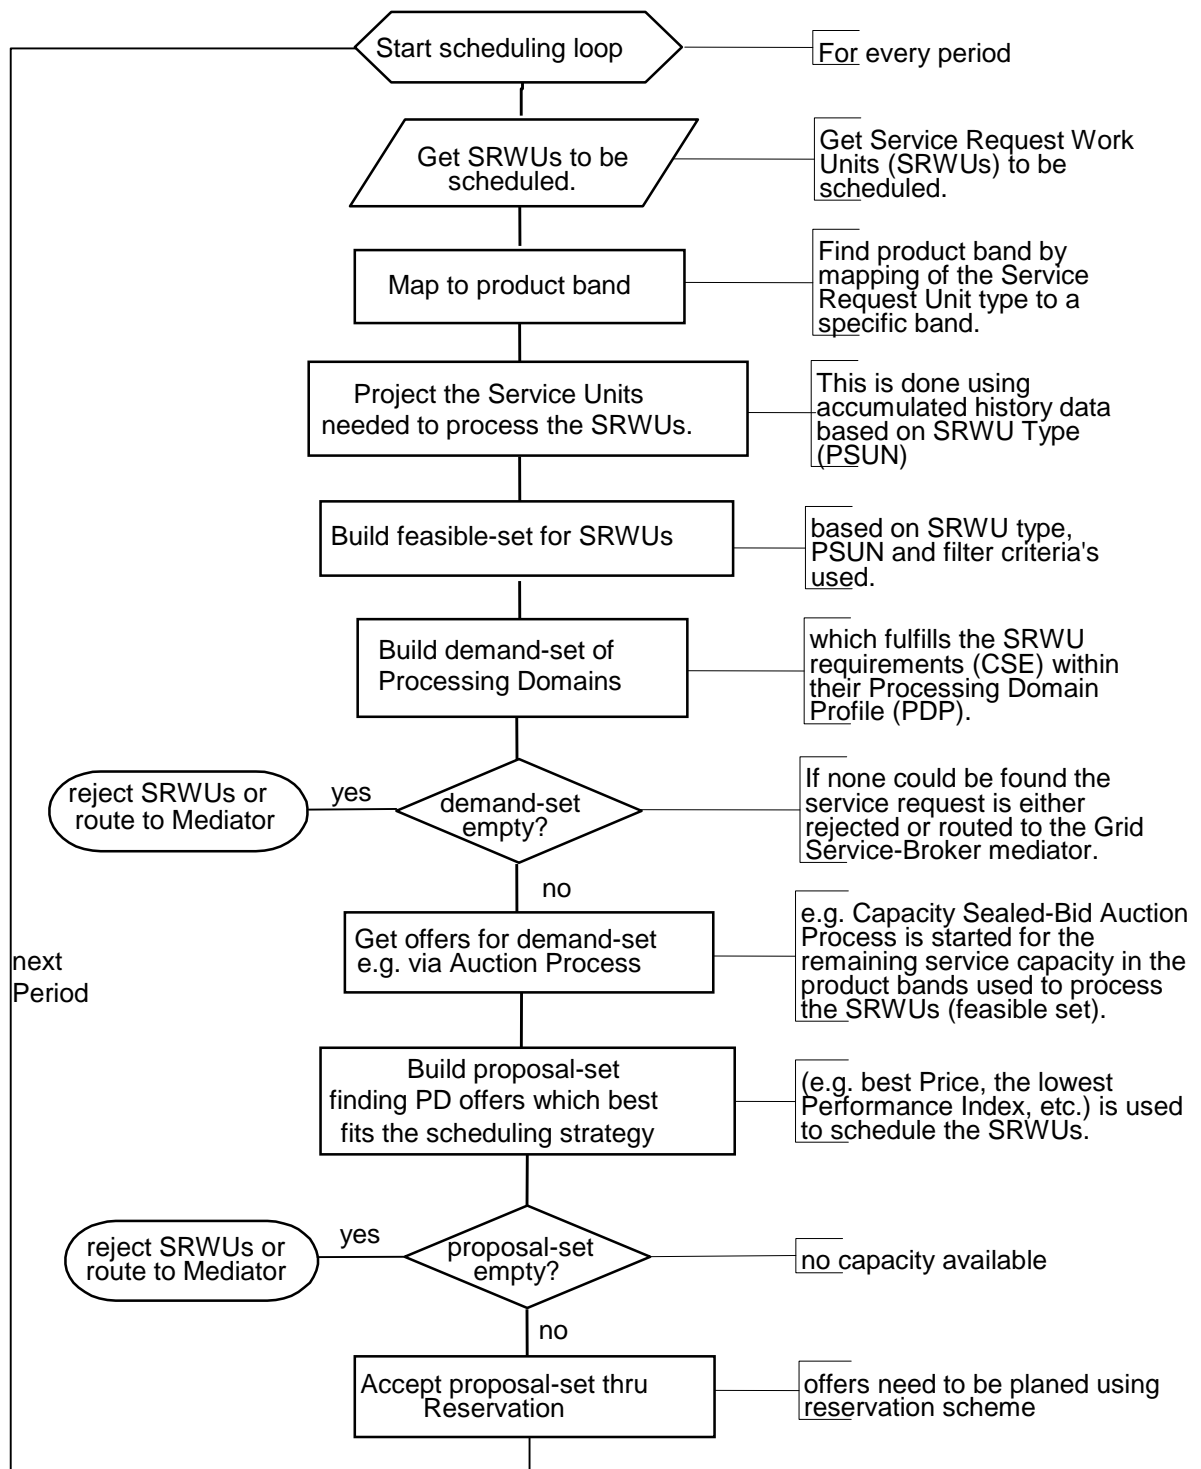 Start scheduling loop
For every period
Get SRWUs to be
scheduled.
Get Service Request Work
Units (SRWUs) to be
scheduled.
Map to product band
Find product band by
mapping of the Service
Request Unit type to a
specific band.
Project the Service Units
needed to process the SRWUs.
This is done using
accumulated history data
based on SRWU Type
(PSUN)
Build feasible-set for SRWUs
based on SRWU type,
PSUN and filter criteria's
used.
Build demand-set of
Processing Domains
which fulfills the SRWU
requirements (CSE) within
their Processing Domain
Profile (PDP).
reject SRWUs or
route to Mediator
yes
demand-set
empty?
If none could be found the
service request is either
rejected or routed to the Grid
Service-Broker mediator.
no
Get offers for demand-set
e.g. via Auction Process
e.g. Capacity Sealed-Bid Auction
Process is started for the
remaining service capacity in the
product bands used to process
the SRWUs (feasible set).
next
Period
Build proposal-set
finding PD offers which best
fits the scheduling strategy
(e.g. best Price, the lowest
Performance Index, etc.) is used
to schedule the SRWUs.
reject SRWUs or
route to Mediator
yes
proposal-set
empty?
no capacity available
no
Accept proposal-set thru
Reservation
offers need to be planed using
reservation scheme